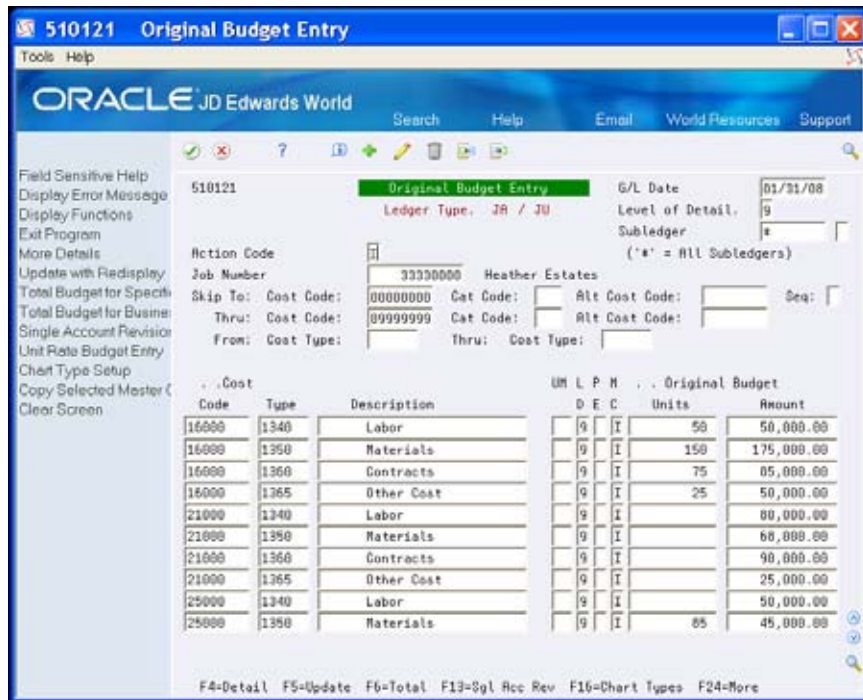 510121 Original Budget Entry
Tools Help
ORACLE JD Edwards World
Search Help Email World Resources Support
Field Sensitive Help
Display Error Message
Display Functions
Exit Program
More Details
Update with Redisplay
Total Budget for Specifi
Total Budget for Busine
Single Account Revision
Unit Rate Budget Entry
Chart Type Setup
Copy Selected Master C
Clear Screen
510121 Original Budget Entry G/L Date 01/31/08
Ledger Type. JA / JU Level of Detail. 9
Subledger *
Action Code I ('*' = All Subledgers)
Job Number 33330000 Heather Estates
Skip To: Cost Code: 00000000 Cat Code: Alt Cost Code: Seq:
Thru: Cost Code: 09999999 Cat Code: Alt Cost Code:
From: Cost Type: Thru: Cost Type:
. .Cost UM L P M . . Original Budget
Code Type Description D E C Units Amount
16000 1340 Labor 9 I 50 50,000.00
16000 1350 Materials 9 I 150 175,000.00
16000 1360 Contracts 9 I 75 85,000.00
16000 1365 Other Cost 9 I 25 50,000.00
21000 1340 Labor 9 I 80,000.00
21000 1350 Materials 9 I 68,000.00
21000 1360 Contracts 9 I 90,000.00
21000 1365 Other Cost 9 I 25,000.00
25000 1340 Labor 9 I 50,000.00
25000 1350 Materials 9 I 85 45,000.00
F4=Detail F5=Update F6=Total F13=Sgl Acc Rev F16=Chart Types F24=More